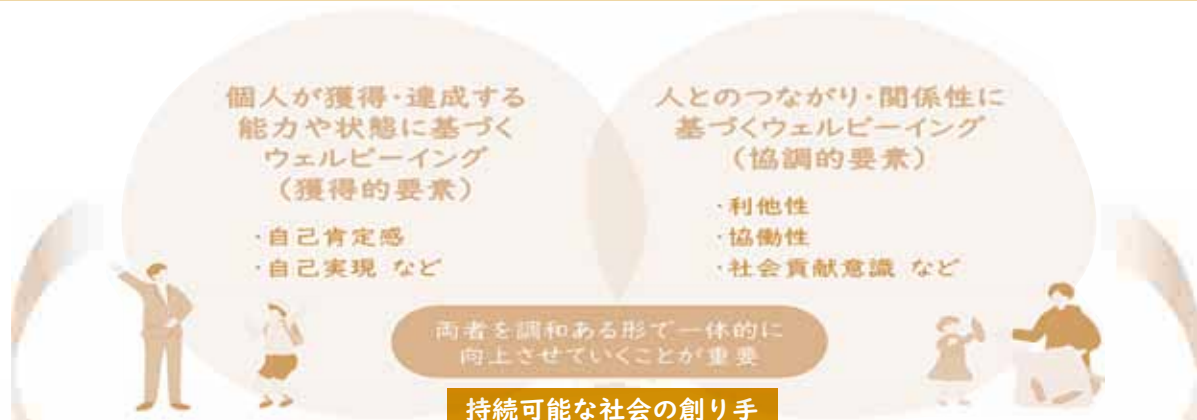 個人が獲得・達成する
能力や状態に基づく
ウェルビーイング
（獲得的要素）
・自己肯定感
・自己実現 など
人とのつながり・関係性に
基づくウェルビーイング
（協調的要素）
・利他性
・協働性
・社会貢献意識 など
両者を調和ある形で一体的に
向上させていくことが重要
持続可能な社会の創り手